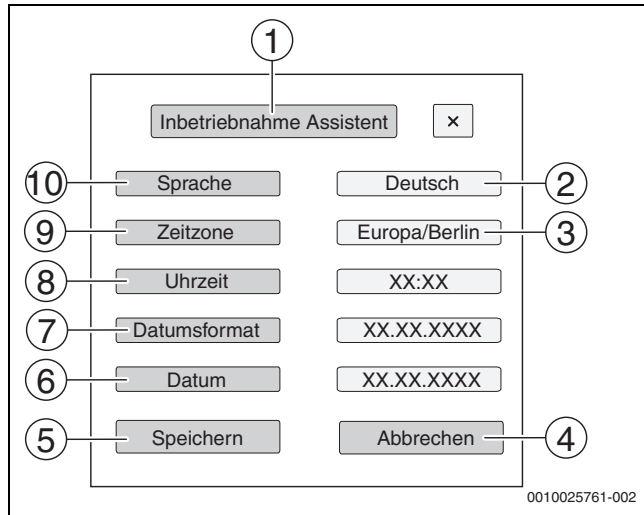 1
Inbetriebnahme Assistent ×
10 Sprache Deutsch 2
9 Zeitzone Europa/Berlin 3
8 Uhrzeit XX:XX
7 Datumsformat XX.XX.XXXX
6 Datum XX.XX.XXXX
5 Speichern Abbrechen 4
0010025761-002